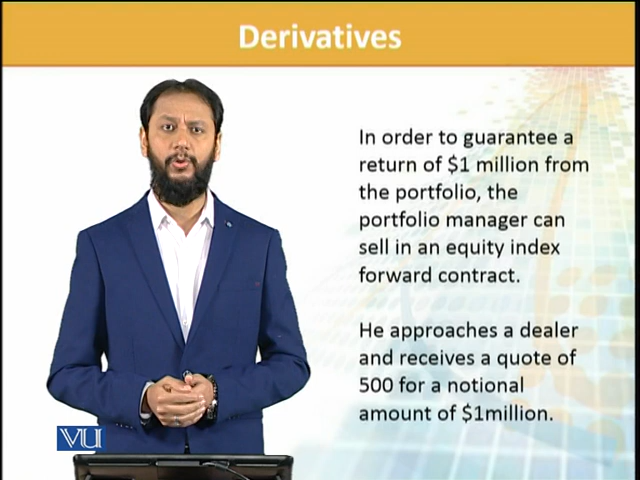 Derivatives
In order to guarantee a
return of $1 million from
the portfolio, the
portfolio manager can
sell in an equity index
forward contract.
He approaches a dealer
and receives a quote of
500 for a notional
amount of $1million.
VU